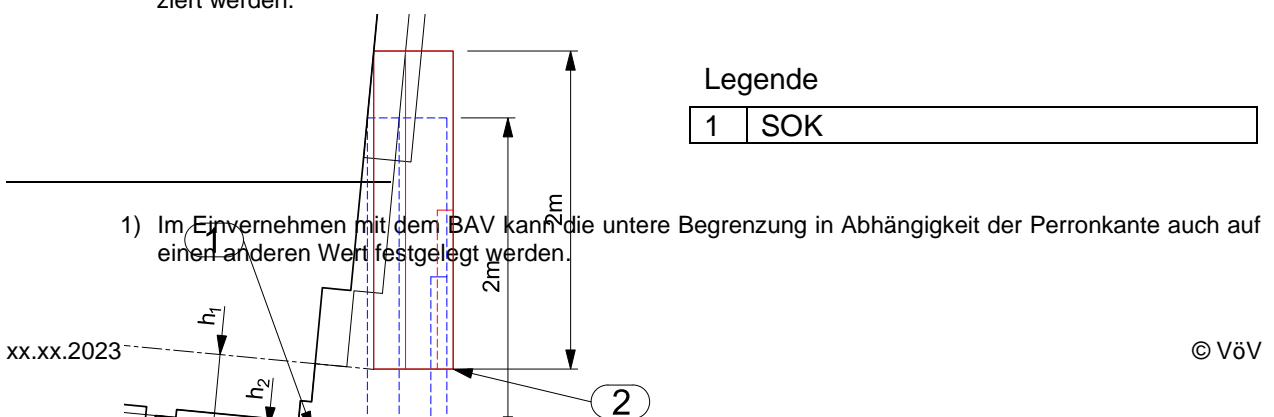 ziert werden.
Legende
1 SOK
2m
1) Im Einvernehmen mit dem BAV kann die untere Begrenzung in Abhängigkeit der Perronkante auch auf
1
einen anderen Wert festgelegt werden.
2m
h1
xx.xx.2023
© VöV
h2
2